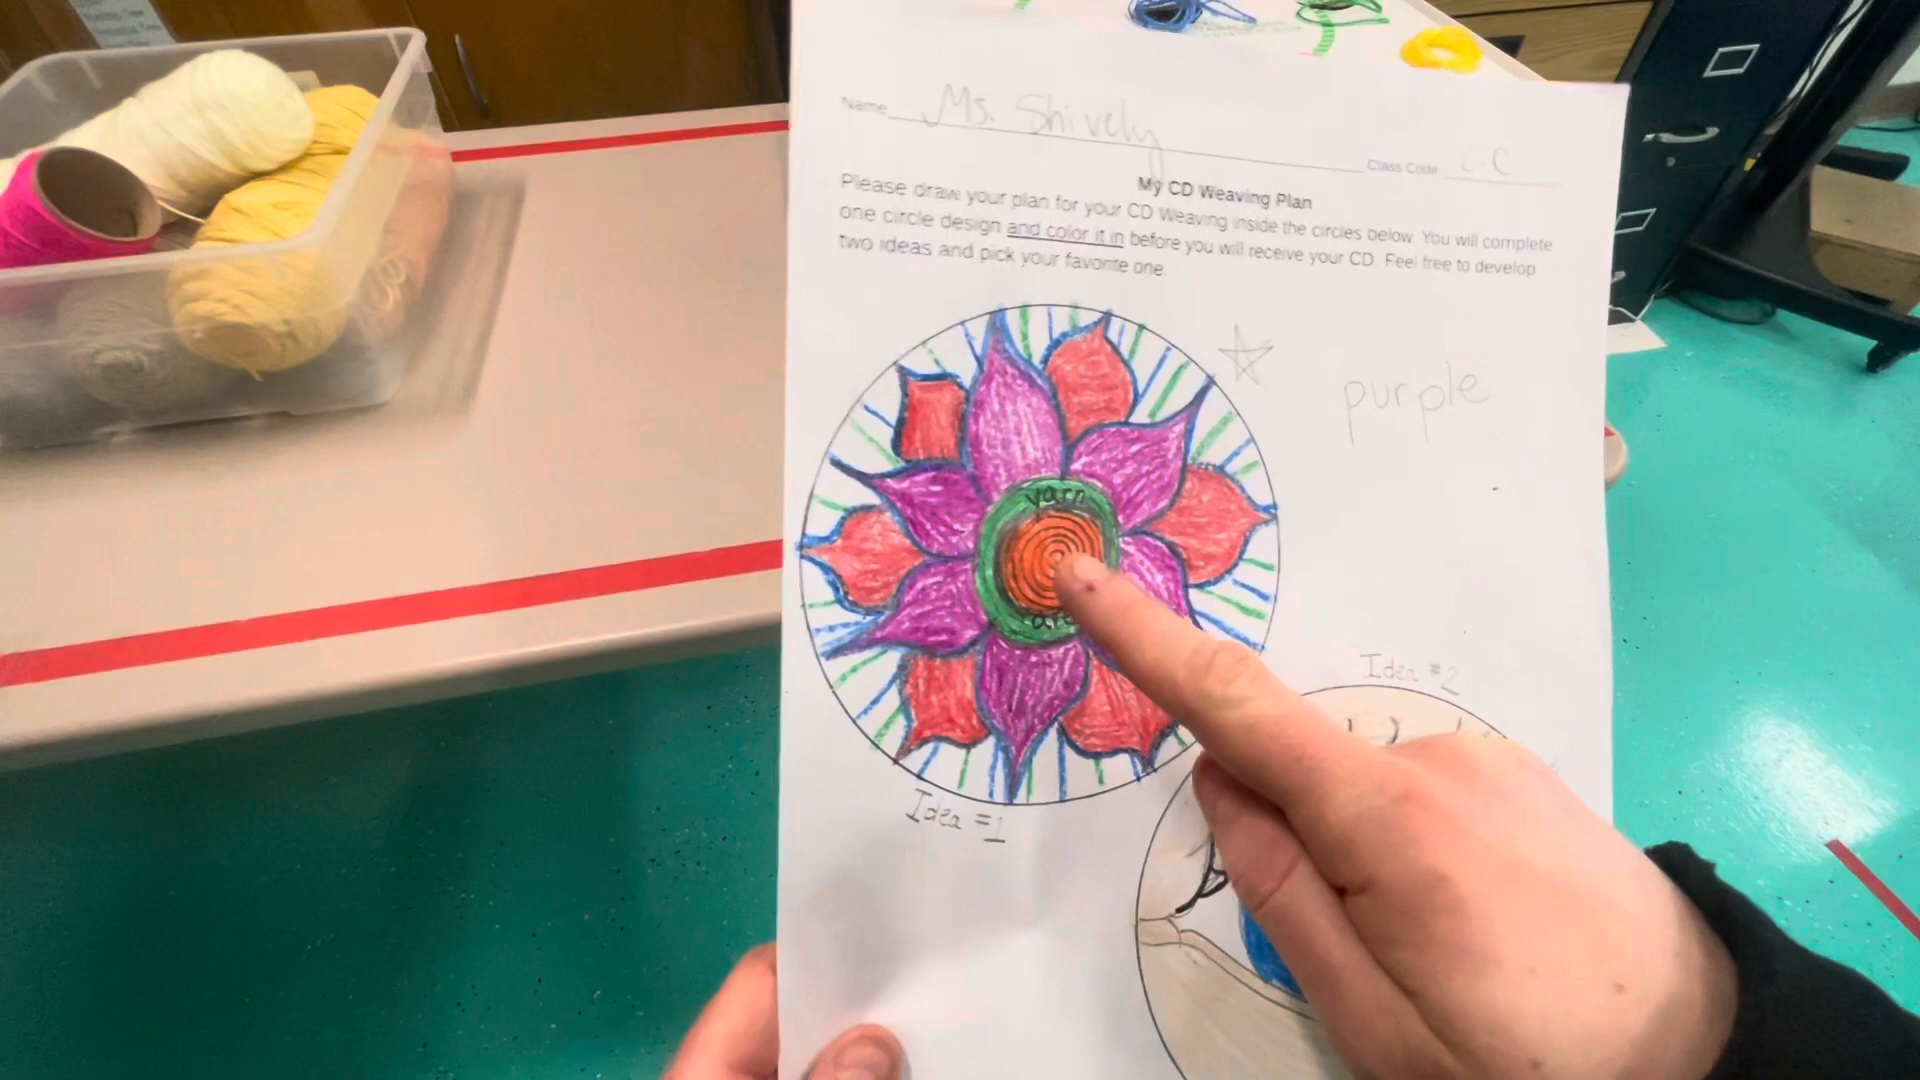 Name Ms. Shively Class Code C-C
My CD Weaving Plan
Please draw your plan for your CD Weaving inside the circles below. You will complete
one circle design and color it in before you will receive your CD. Feel free to develop
two ideas and pick your favorite one.
purple
yarn
Idea #2
Idea #1